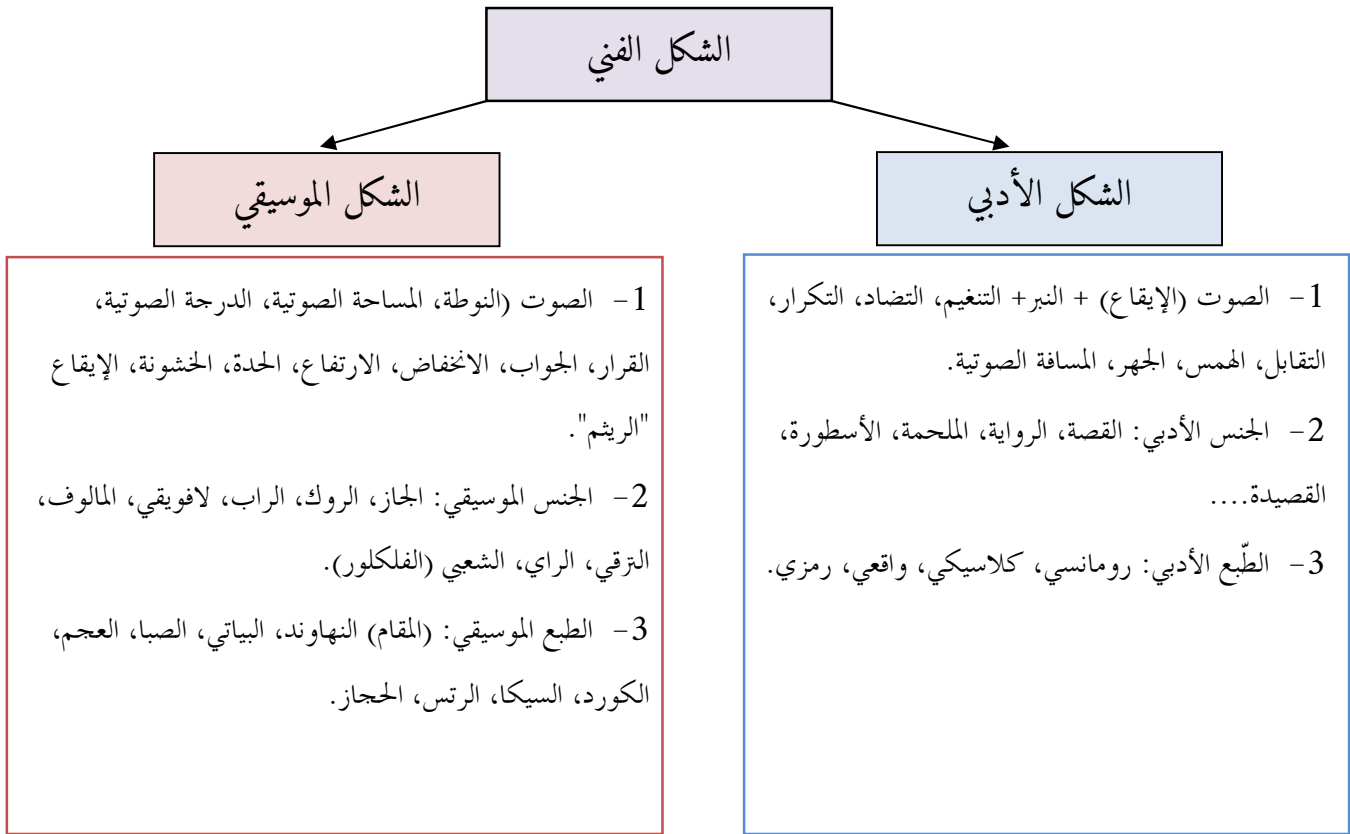 الشكل الفني
الشكل الأدبي
1- الصوت (الإيقاع) + النبر+ التنغيم، التضاد، التكرار،
التقابل، الهمس، الجهر، المسافة الصوتية.
2- الجنس الأدبي: القصة، الرواية، الملحمة، الأسطورة،
القصيدة....
3- الطّبع الأدبي: رومانسي، كلاسيكي، واقعي، رمزي.
الشكل الموسيقي
1- الصوت (النوطة، المساحة الصوتية، الدرجة الصوتية،
القرار، الجواب، الانخفاض، الارتفاع، الحدة، الخشونة، الإيقاع
"الريثم".
2- الجنس الموسيقي: الجاز، الروك، الراب، لافويقي، المالوف،
الترقي، الراي، الشعبي (الفلكلور).
3- الطبع الموسيقي: (المقام) النهاوند، البياتي، الصبا، العجم،
الكورد، السيكا، الرتس، الحجاز.